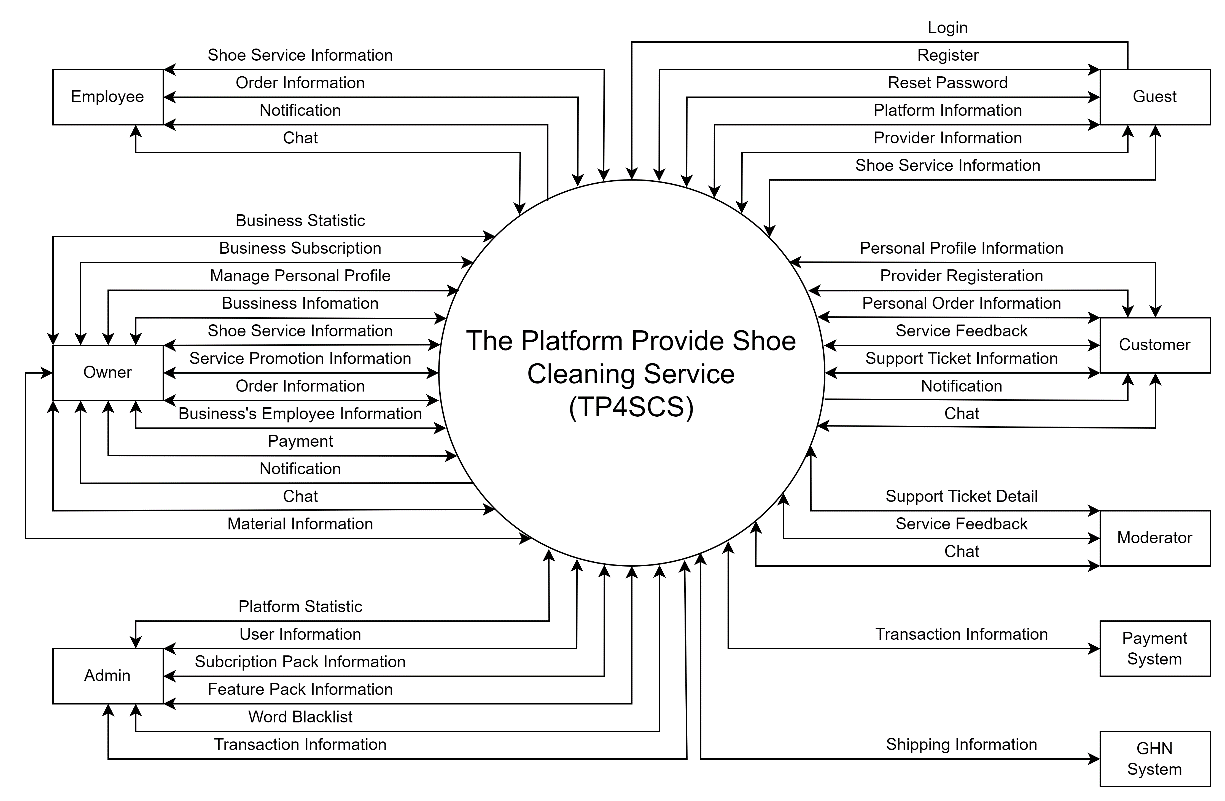 Login
Shoe Service Information
Register
Order Information
Reset Password
Employee
Guest
Notification
Platform Information
Chat
Provider Information
Shoe Service Information
Business Statistic
Business Subscription
Personal Profile Information
Manage Personal Profile
Provider Registeration
Bussiness Infomation
Personal Order Information
Shoe Service Information
Service Feedback
The Platform Provide Shoe
Cleaning Service
(TP4SCS)
Customer
Service Promotion Information
Support Ticket Information
Owner
Order Information
Notification
Business's Employee Information
Chat
Payment
Notification
Chat
Support Ticket Detail
Material Information
Service Feedback
Moderator
Chat
Platform Statistic
User Information
Transaction Information
Payment
System
Subcription Pack Information
Admin
Feature Pack Information
Word Blacklist
Transaction Information
Shipping Information
GHN
System